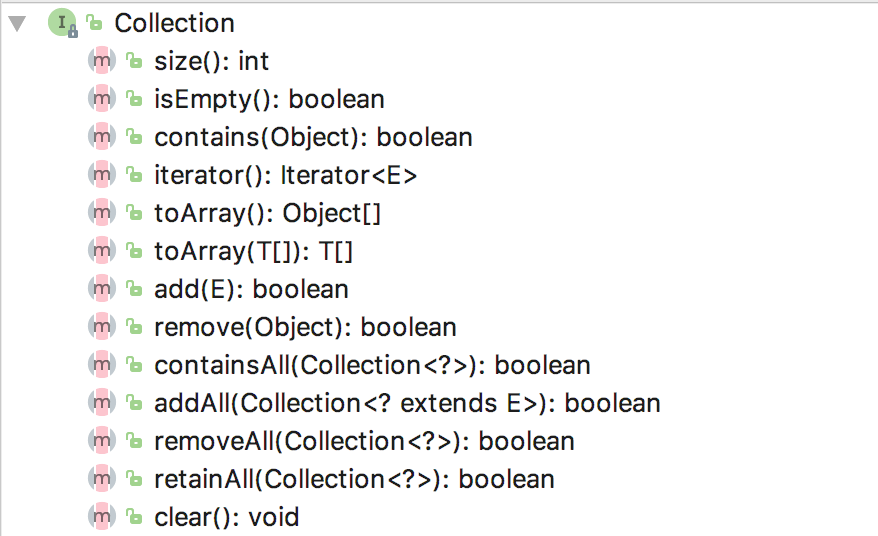 I Collection
m size(): int
m isEmpty(): boolean
m contains(Object): boolean
m iterator(): Iterator<E>
m toArray(): Object[]
m toArray(T[]): T[]
m add(E): boolean
m remove(Object): boolean
m containsAll(Collection<?>): boolean
m addAll(Collection<? extends E>): boolean
m removeAll(Collection<?>): boolean
m retainAll(Collection<?>): boolean
m clear(): void